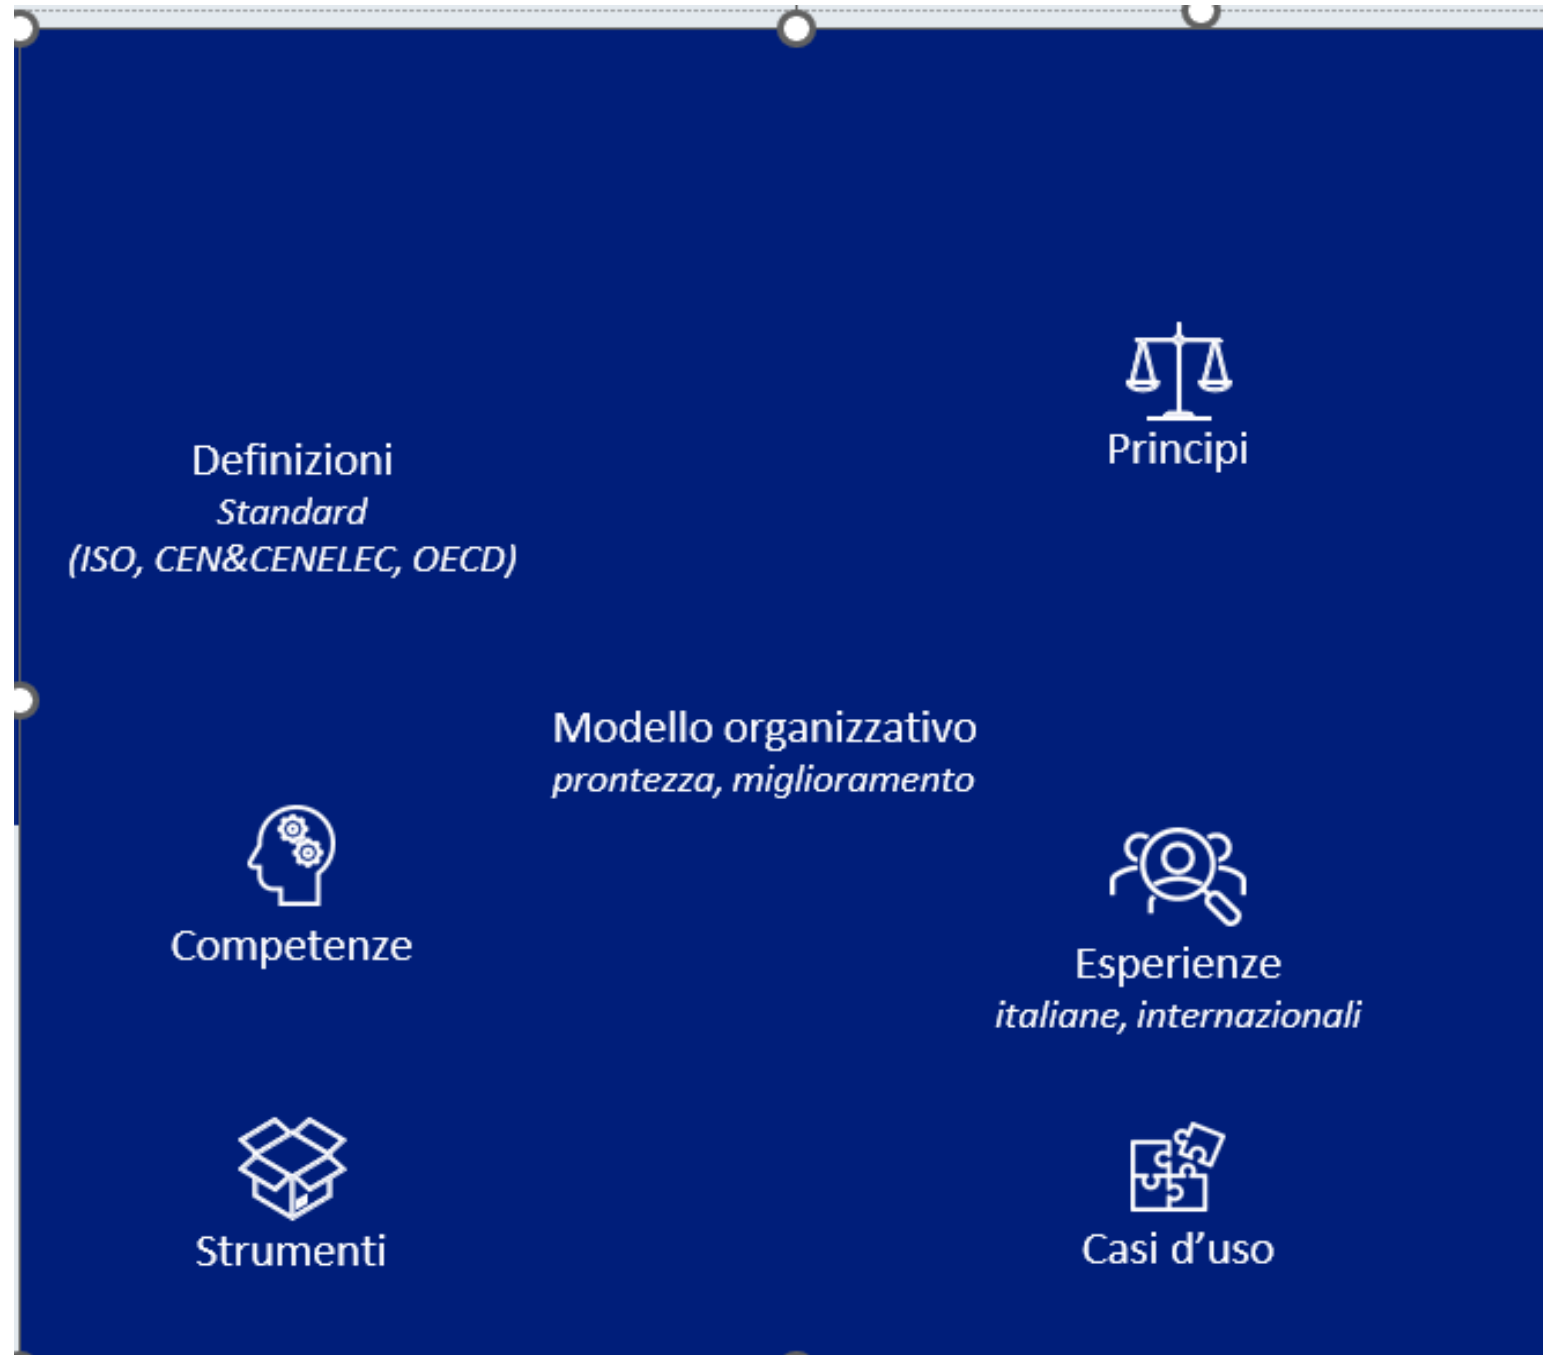 Principi
Definizioni
Standard
(ISO, CEN&CENELEC, OECD)
Modello organizzativo
prontezza, miglioramento
Competenze
Esperienze
italiane, internazionali
Strumenti
Casi d’uso